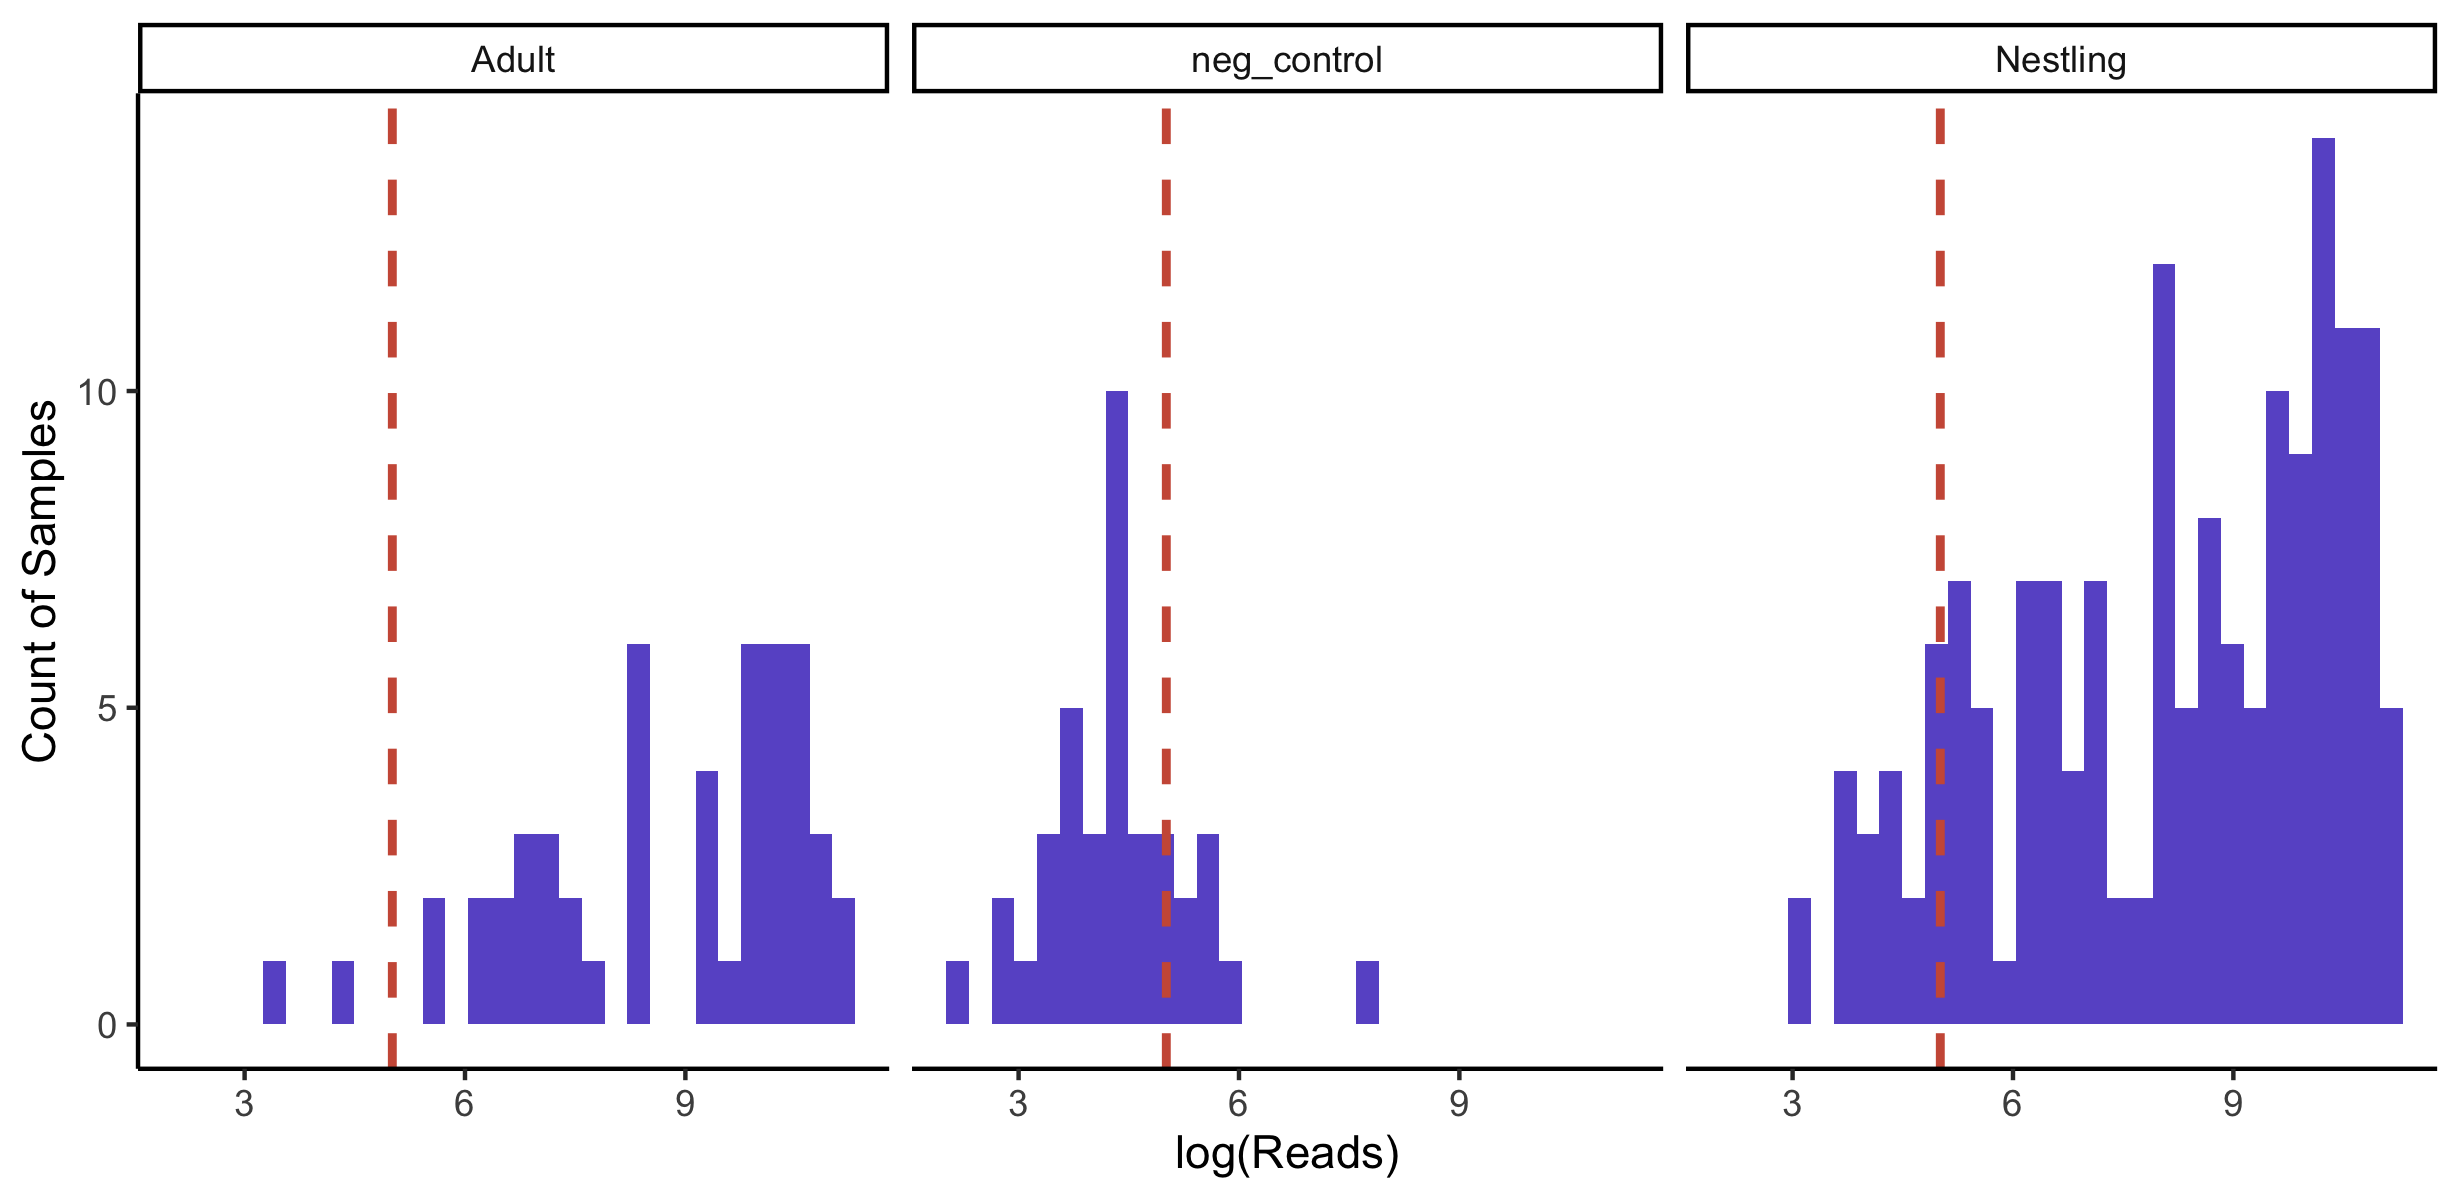 Adult
neg_control
Nestling
Count of Samples
10
5
0
3 6 9
3 6 9
3 6 9
log(Reads)